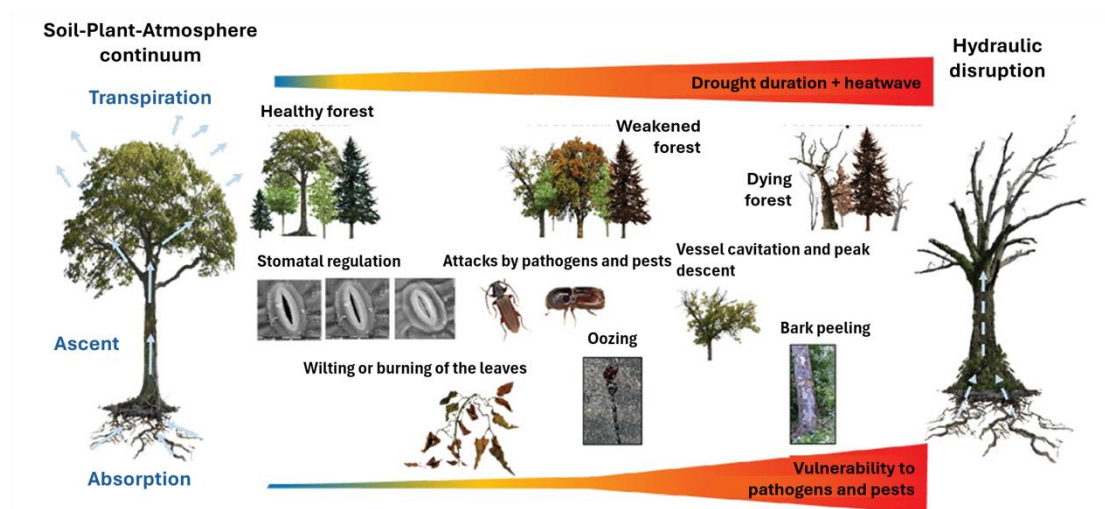 Soil-Plant-Atmosphere
continuum
Hydraulic
disruption
Drought duration + heatwave
Transpiration
Healthy forest
Weakened
forest
Dying
forest
Stomatal regulation
Attacks by pathogens and pests
Vessel cavitation and peak
descent
Bark peeling
Oozing
Ascent
Wilting or burning of the leaves
Absorption
Vulnerability to
pathogens and pests